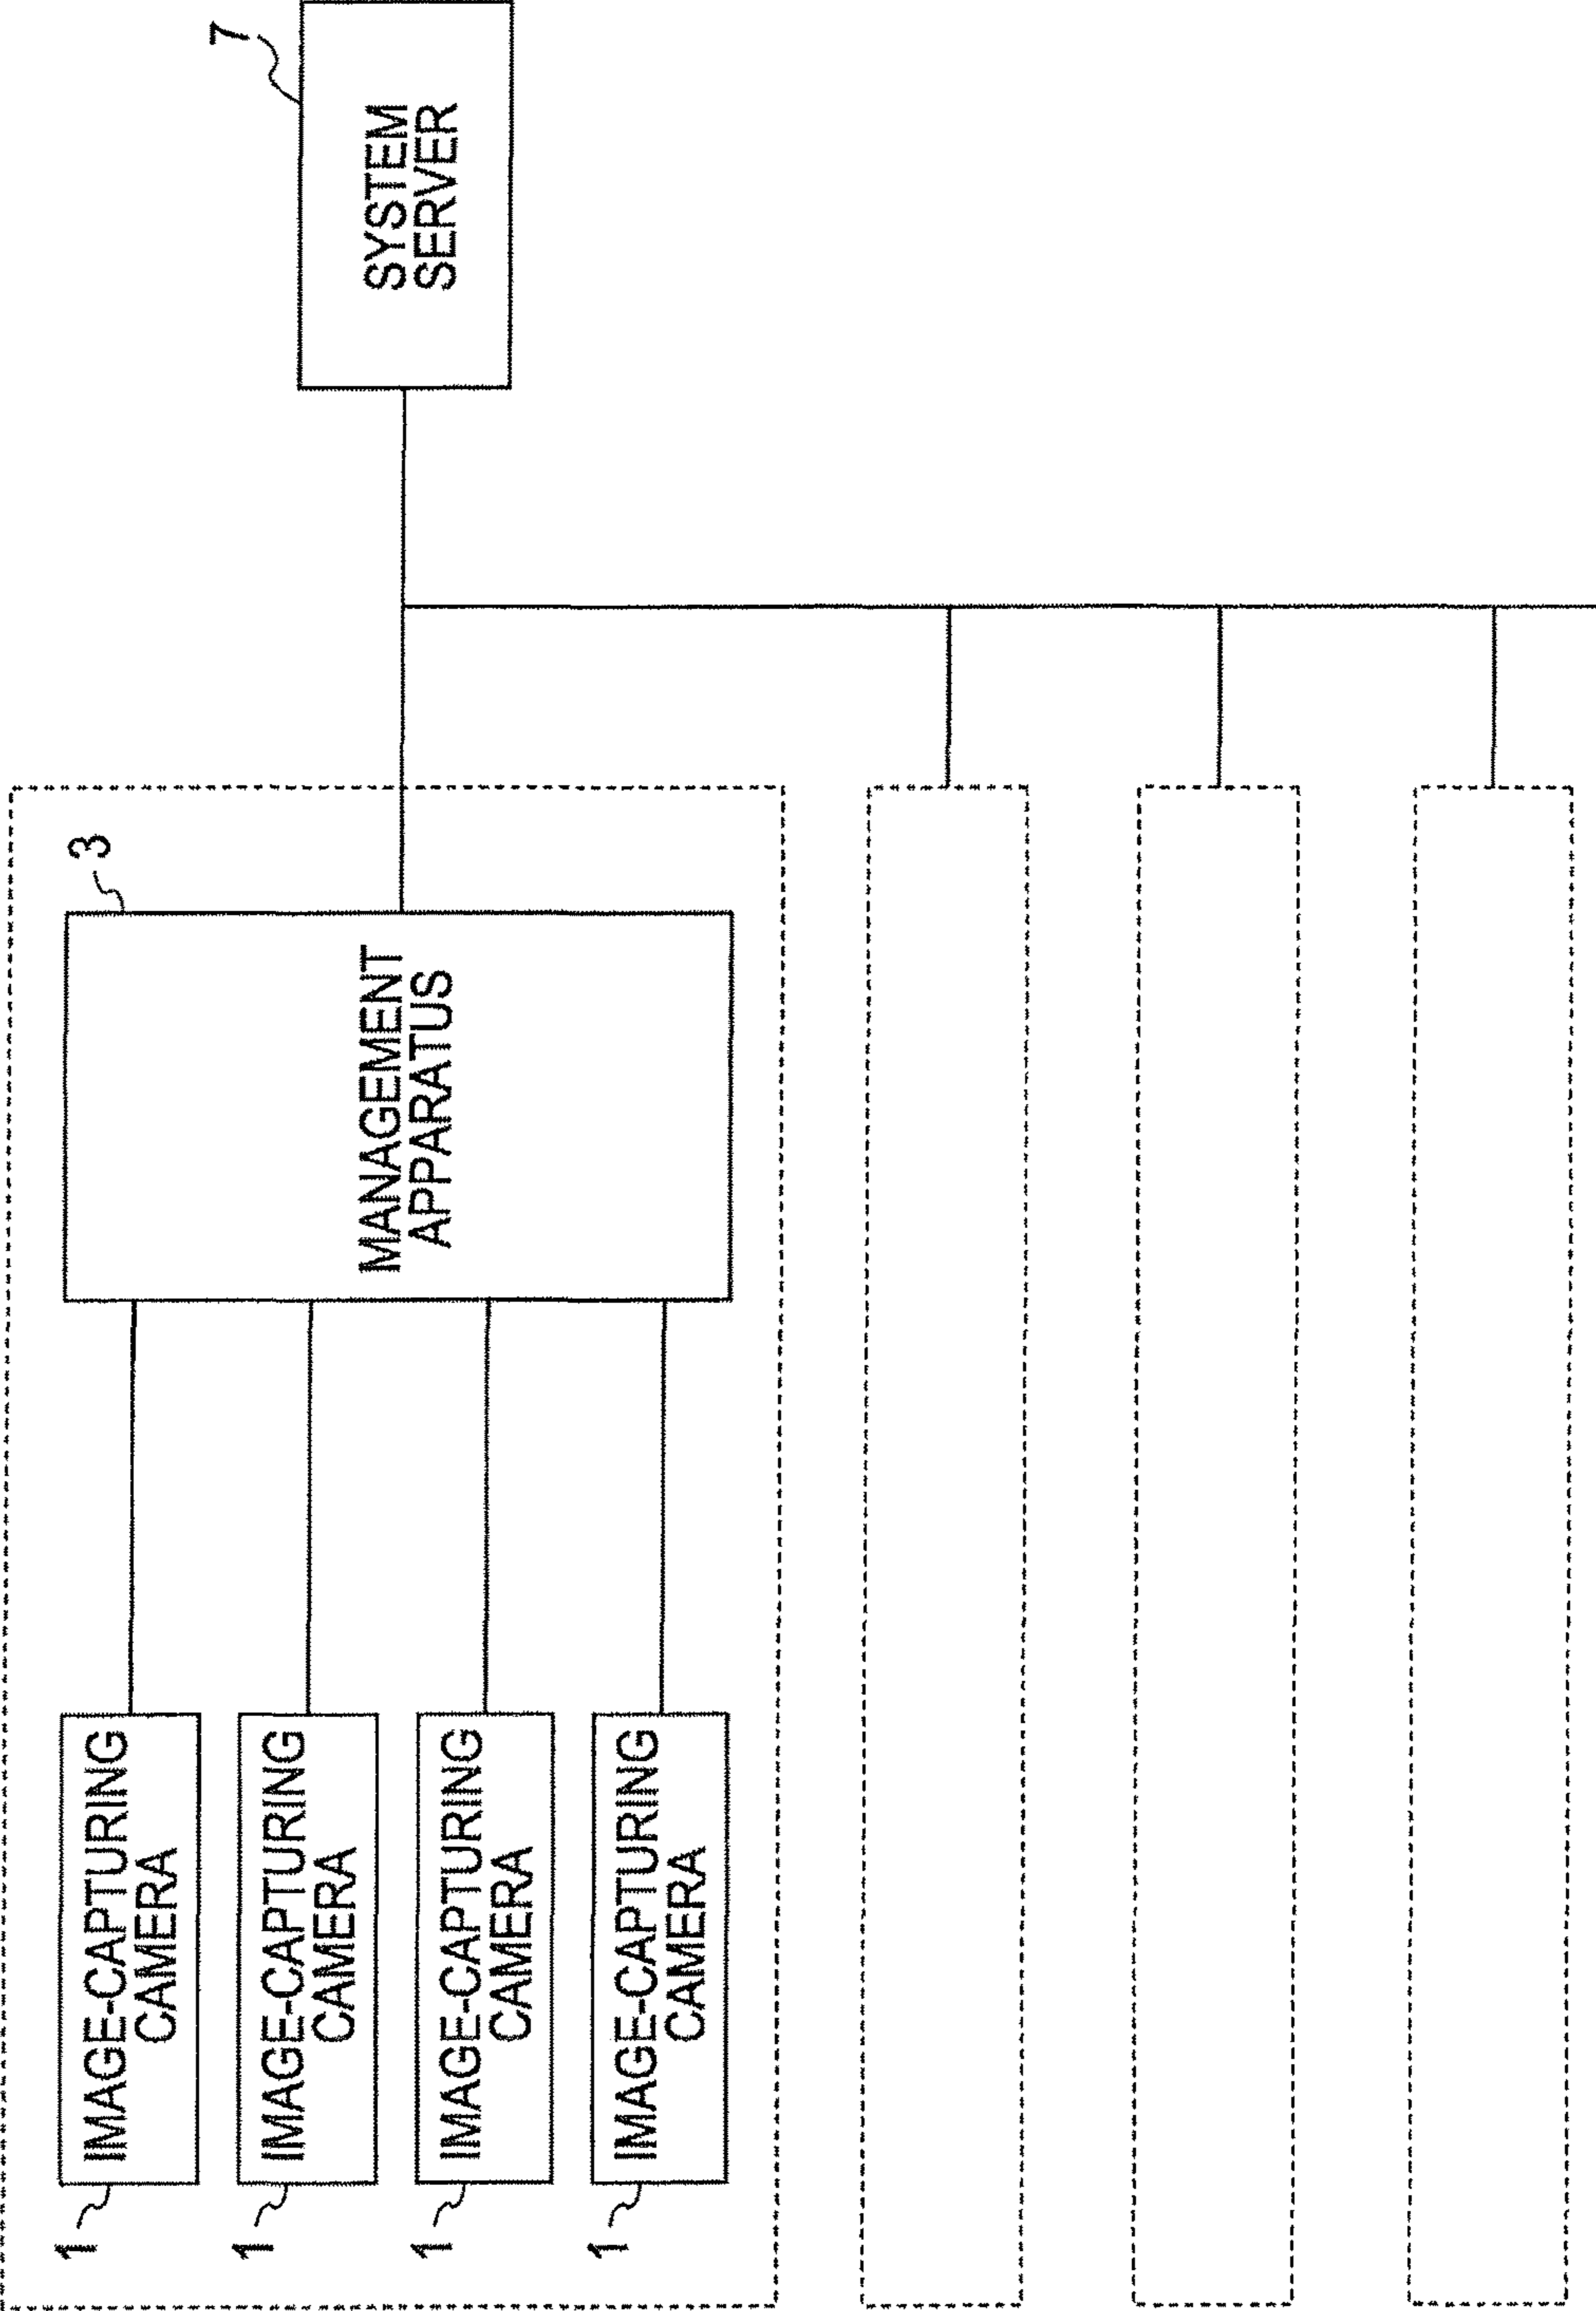 1
IMAGE-CAPTURING
CAMERA
1
IMAGE-CAPTURING
CAMERA
1
IMAGE-CAPTURING
CAMERA
1
IMAGE-CAPTURING
CAMERA
3
MANAGEMENT
APPARATUS
7
SYSTEM
SERVER